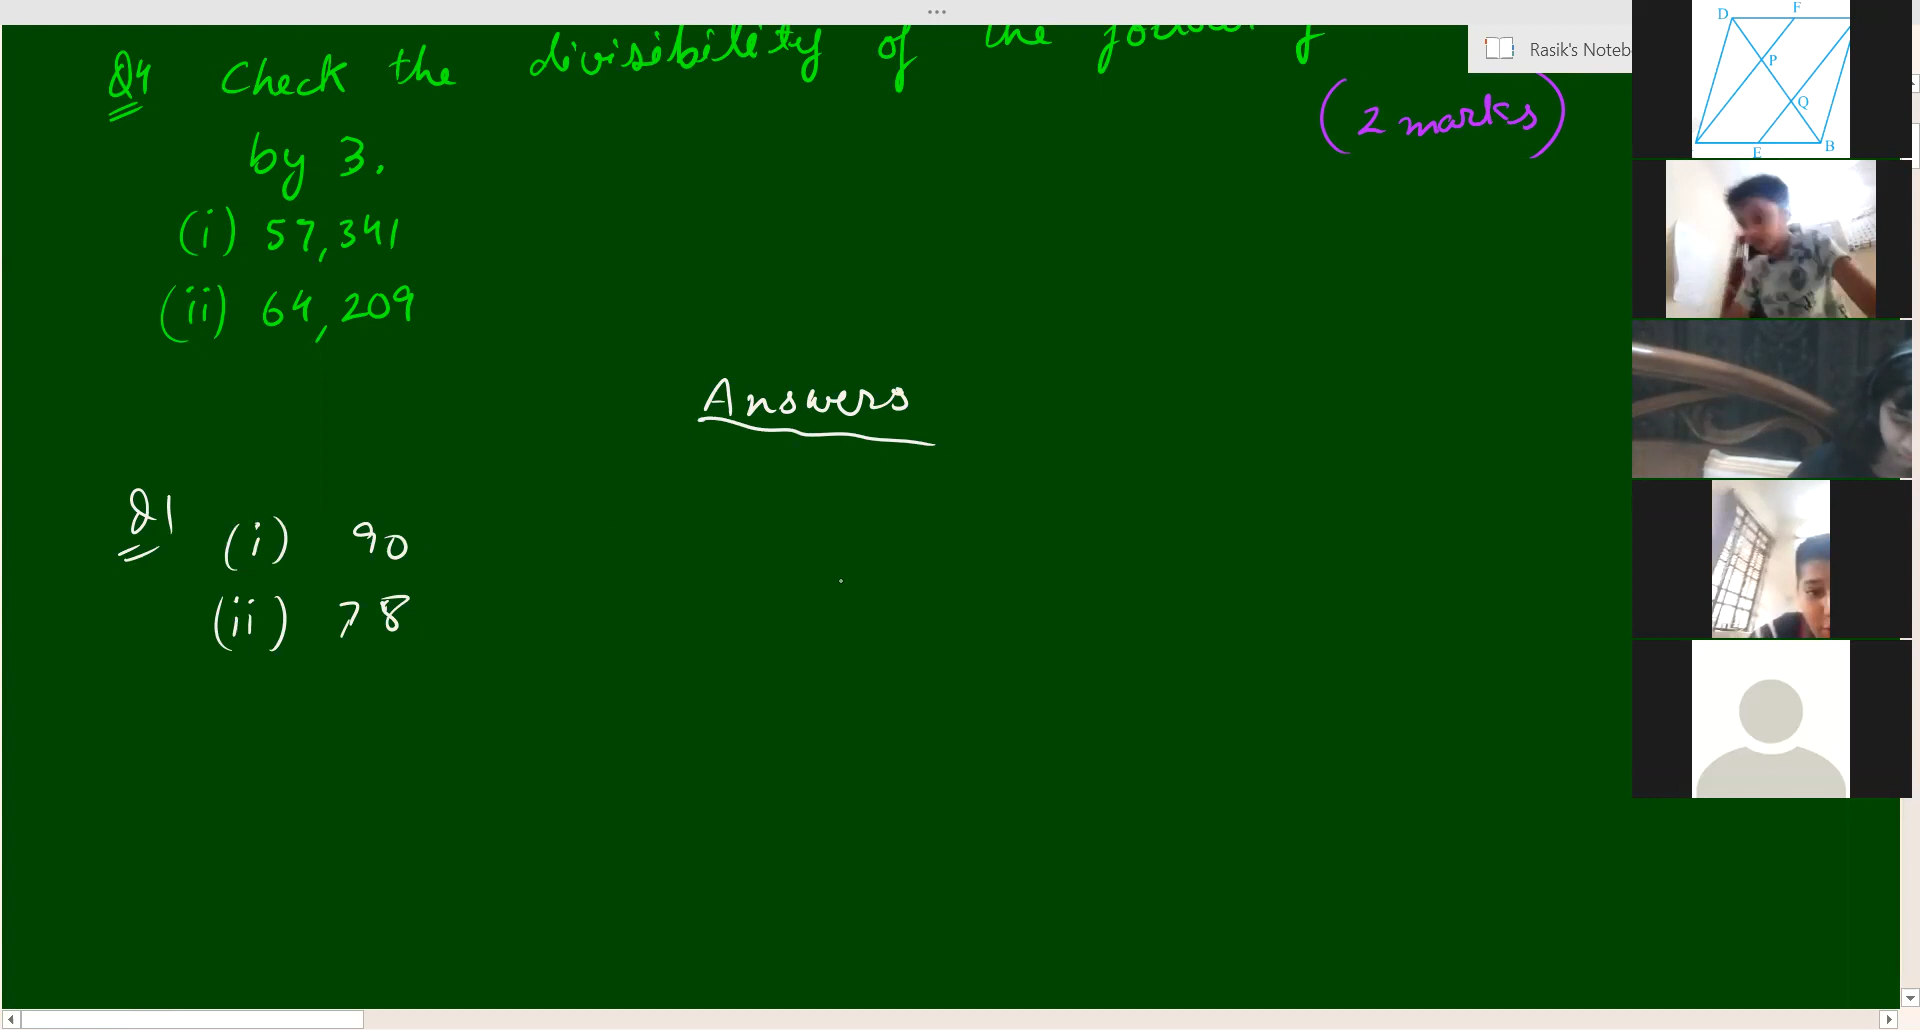 Q4 Check the divisibility of the following
by 3.
(2 marks)
(i) 57,341
(ii) 64,209
Answers
Q1 (i) 90
(ii) 78
Rasik's Noteb
D F
P
Q
E B